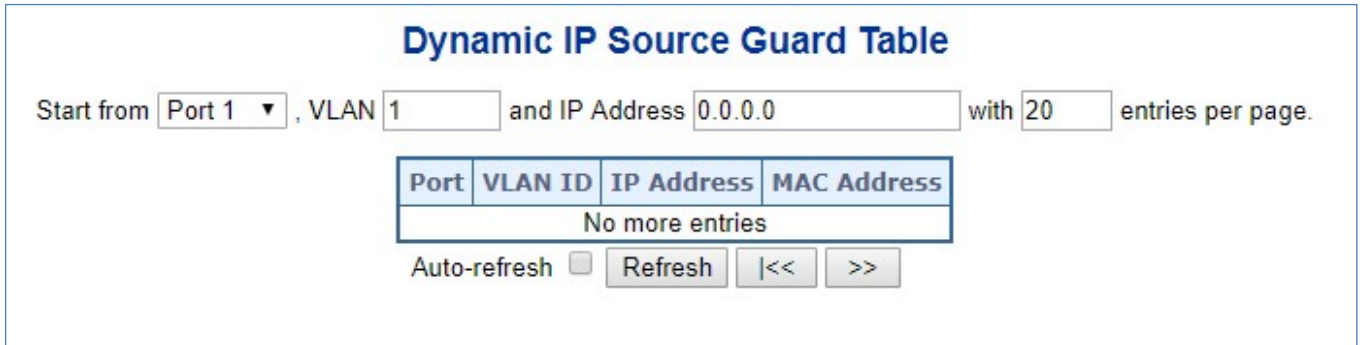 Dynamic IP Source Guard Table
Start from Port 1 ▼ , VLAN 1 and IP Address 0.0.0.0 with 20 entries per page.
Port VLAN ID IP Address MAC Address
No more entries
Auto-refresh Refresh |<< >>